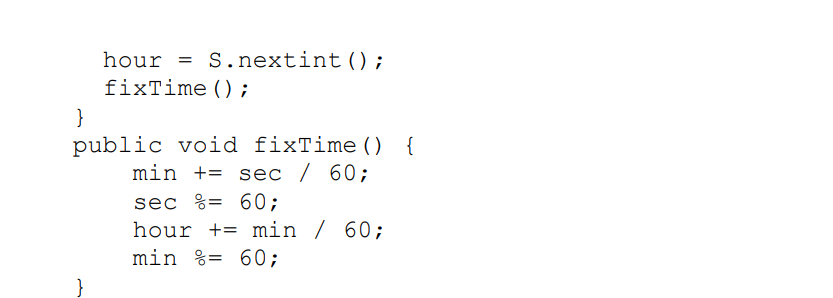 hour = S.nextint();
fixTime();
}
public void fixTime() {
min += sec / 60;
sec %= 60;
hour += min / 60;
min %= 60;
}